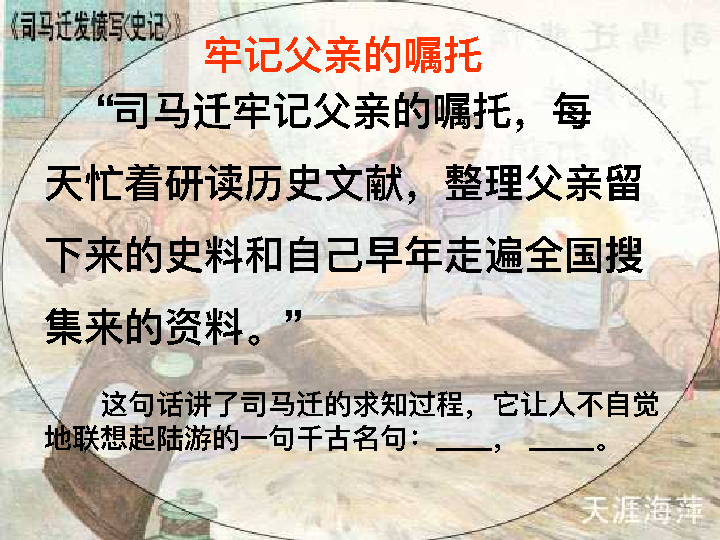 《司马迁发愤写《史记》》
牢记父亲的嘱托
“司马迁牢记父亲的嘱托，每
天忙着研读历史文献，整理父亲留
下来的史料和自己早年走遍全国搜
集来的资料。”
这句话讲了司马迁的求知过程，它让人不自觉
地联想起陆游的一句千古名句：____， ____。
天涯海萍